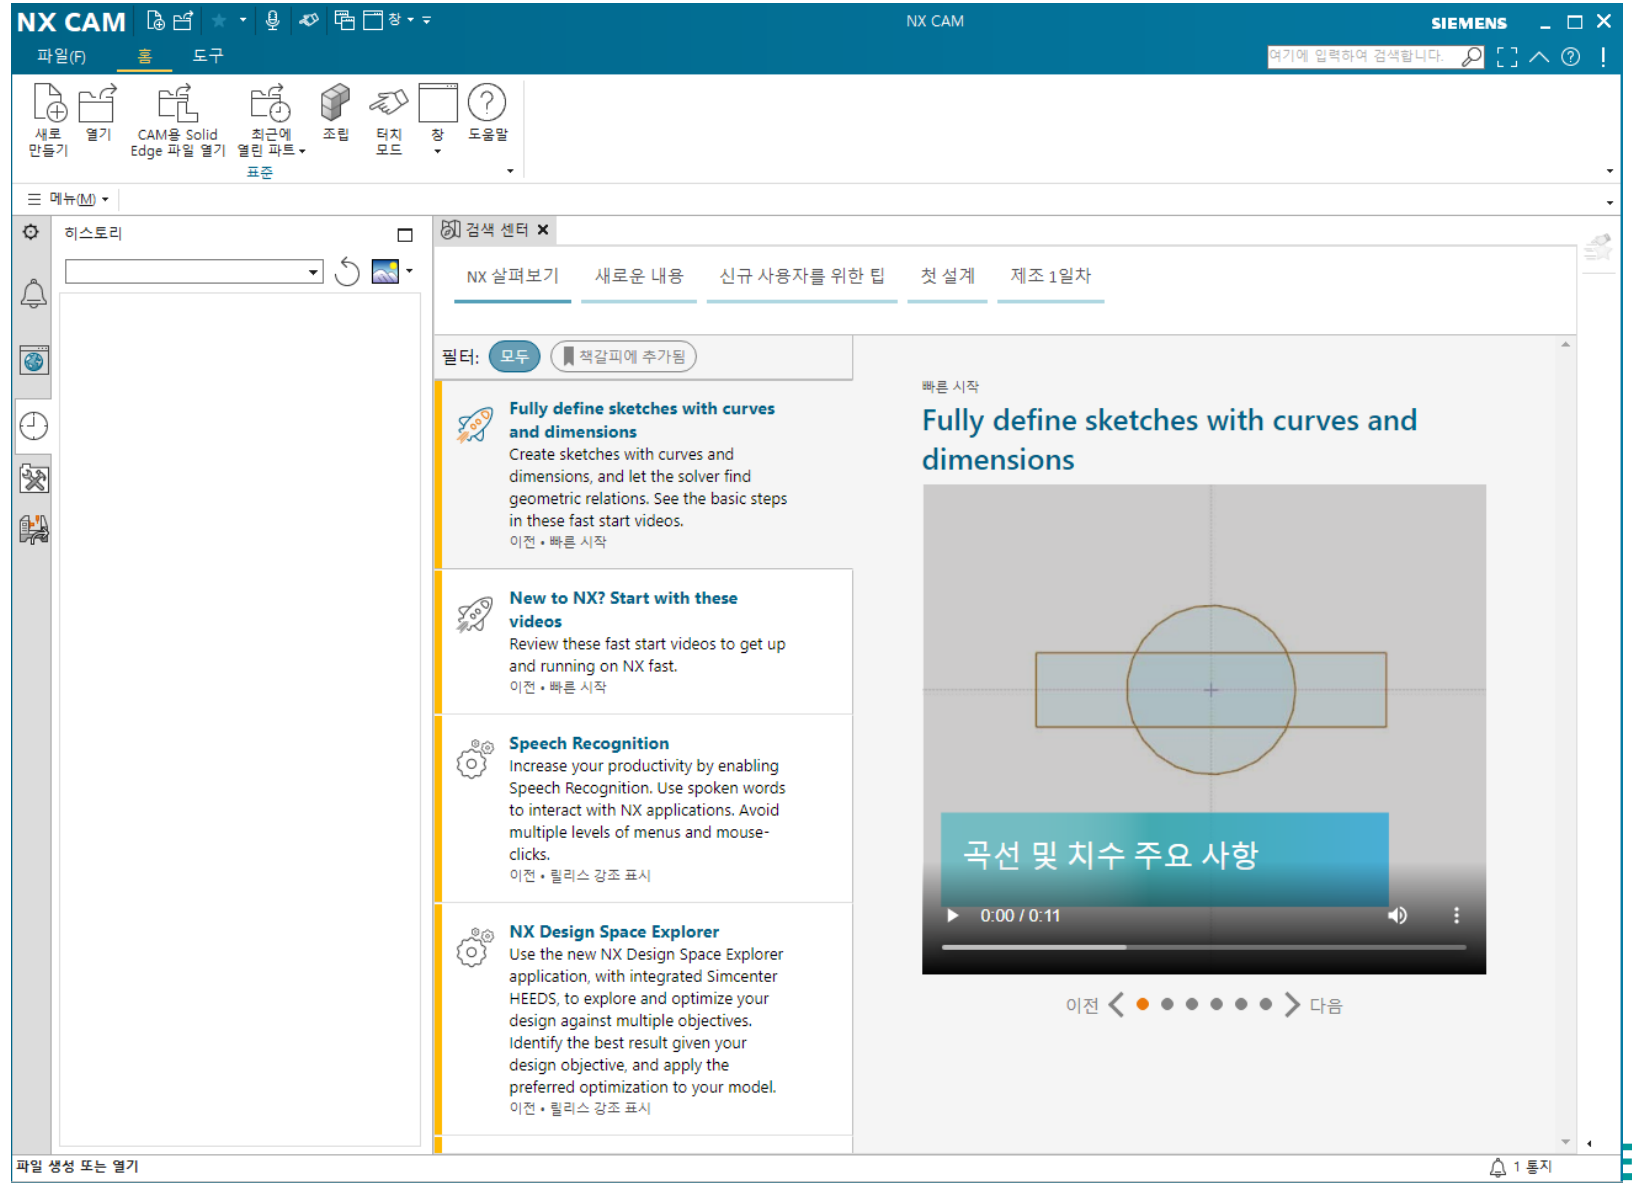 NX CAM
창
NX CAM
SIEMENS
파일(F)
홈
도구
여기에 입력하여 검색합니다.
새로
만들기
열기
CAM용 Solid
Edge 파일 열기
최근에
열린 파트
조립
터치
모드
창
도움말
표준
메뉴(M)
히스토리
검색 센터
NX 살펴보기
새로운 내용
신규 사용자를 위한 팁
첫 설계
제조 1일차
필터:
모두
책갈피에 추가됨
Fully define sketches with curves
and dimensions
Create sketches with curves and
dimensions, and let the solver find
geometric relations. See the basic steps
in these fast start videos.
이전 • 빠른 시작
New to NX? Start with these
videos
Review these fast start videos to get up
and running on NX fast.
이전 • 빠른 시작
Speech Recognition
Increase your productivity by enabling
Speech Recognition. Use spoken words
to interact with NX applications. Avoid
multiple levels of menus and mouse-
clicks.
이전 • 릴리스 강조 표시
NX Design Space Explorer
Use the new NX Design Space Explorer
application, with integrated Simcenter
HEEDS, to explore and optimize your
design against multiple objectives.
Identify the best result given your
design objective, and apply the
preferred optimization to your model.
이전 • 릴리스 강조 표시
빠른 시작
Fully define sketches with curves and
dimensions
곡선 및 치수 주요 사항
0:00 / 0:11
이전
다음
파일 생성 또는 열기
1 통지